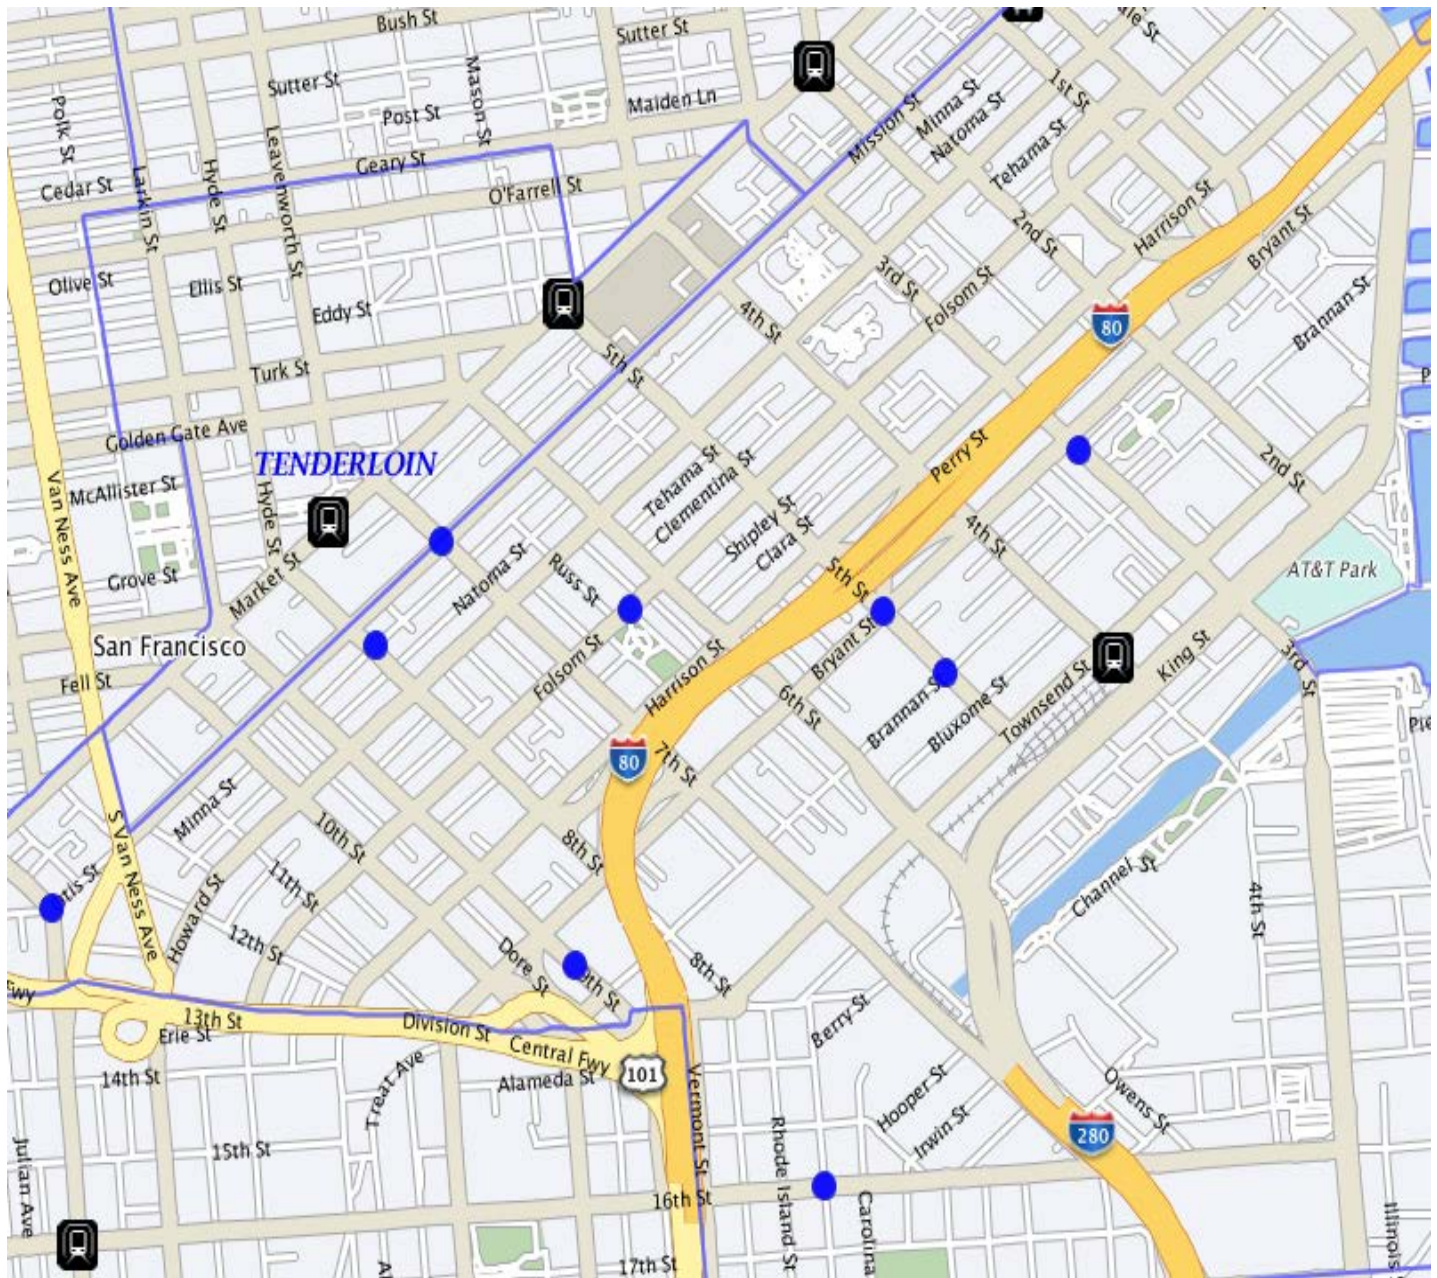 Bush St
Sutter St
ale St
Sutter St
Mason St
Polk St
Post St
Maiden Ln
1st St
Minna St
Mission St
Natoma St
Leavenworth St
Geary St
Tehama St
Hyde St
Larkin St
Cedar St
O'Farrell St
Harrison St
2nd St
Bryant St
Olive St
Ellis St
3rd St
Folsom St
Eddy St
4th St
Brannan St
80
Turk St
5th St
P
Golden Gate Ave
TENDERLOIN
Perry St
2nd St
McAllister St
Van Ness Ave
Hyde St
Tehama St
Clementina St
Shipley St
Clara St
4th St
Market St
Grove St
Natoma St
Russ St
5th St
AT&T Park
San Francisco
Fell St
Folsom St
Harrison St
Bryant St
King St
3rd St
6th St
Townsend St
Brannan St
Bluxome St
Pie
80
7th St
Minna St
10th St
8th St
S Van Ness Ave
11th St
Channel St
4th St
Otis St
Howard St
12th St
Dore St
9th St
8th St
Fwy
13th St
Erie St
Division St
Central Fwy
Berry St
14th St
Treat Ave
Alameda St
101
Vermont St
Hooper St
Irwin St
Owens St
280
Julian Ave
15th St
16th St
Rhode Island St
Carolina
Illinois
17th St